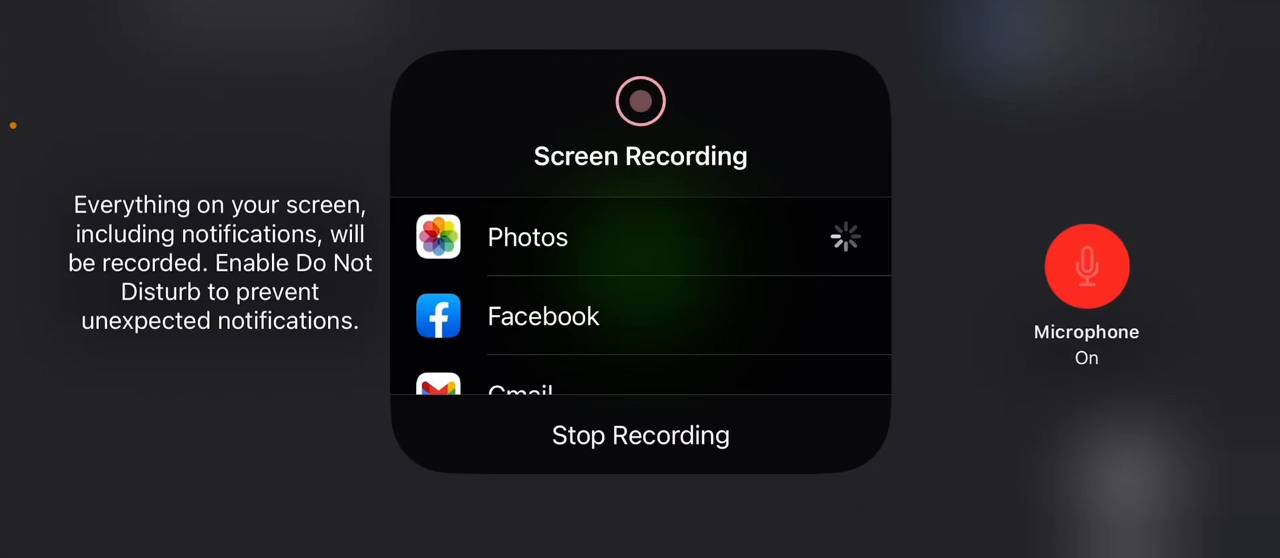 Screen Recording
Everything on your screen,
including notifications, will
be recorded. Enable Do Not
Disturb to prevent
unexpected notifications.
Photos
Facebook
Gmail
Stop Recording
Microphone
On